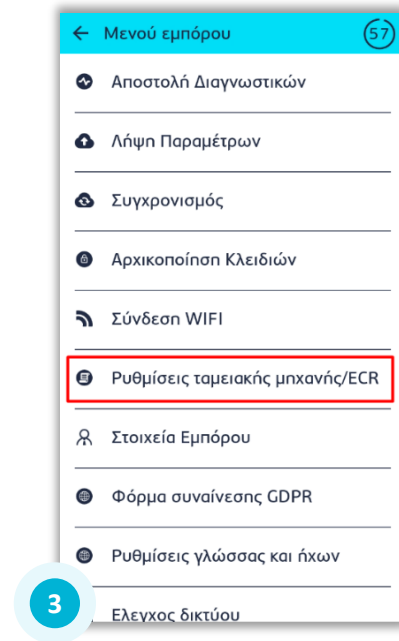 Μενού εμπόρου
57
Αποστολή Διαγνωστικών
Λήψη Παραμέτρων
Συγχρονισμός
Αρχικοποίηση Κλειδιών
Σύνδεση WIFI
Ρυθμίσεις ταμειακής μηχανής/ECR
Στοιχεία Εμπόρου
Φόρμα συναίνεσης GDPR
Ρυθμίσεις γλώσσας και ήχων
Ελεγχος δικτύου
3